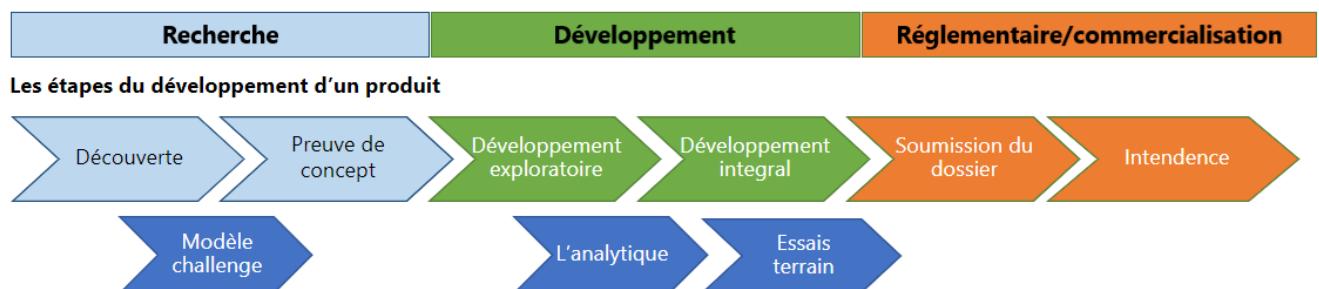 Recherche
Développement
Réglementaire/commercialisation
Les étapes du développement d'un produit
Découverte
Preuve de
concept
Développement
exploratoire
Développement
integral
Soumission du
dossier
Intendence
Modèle
challenge
L'analytique
Essais
terrain